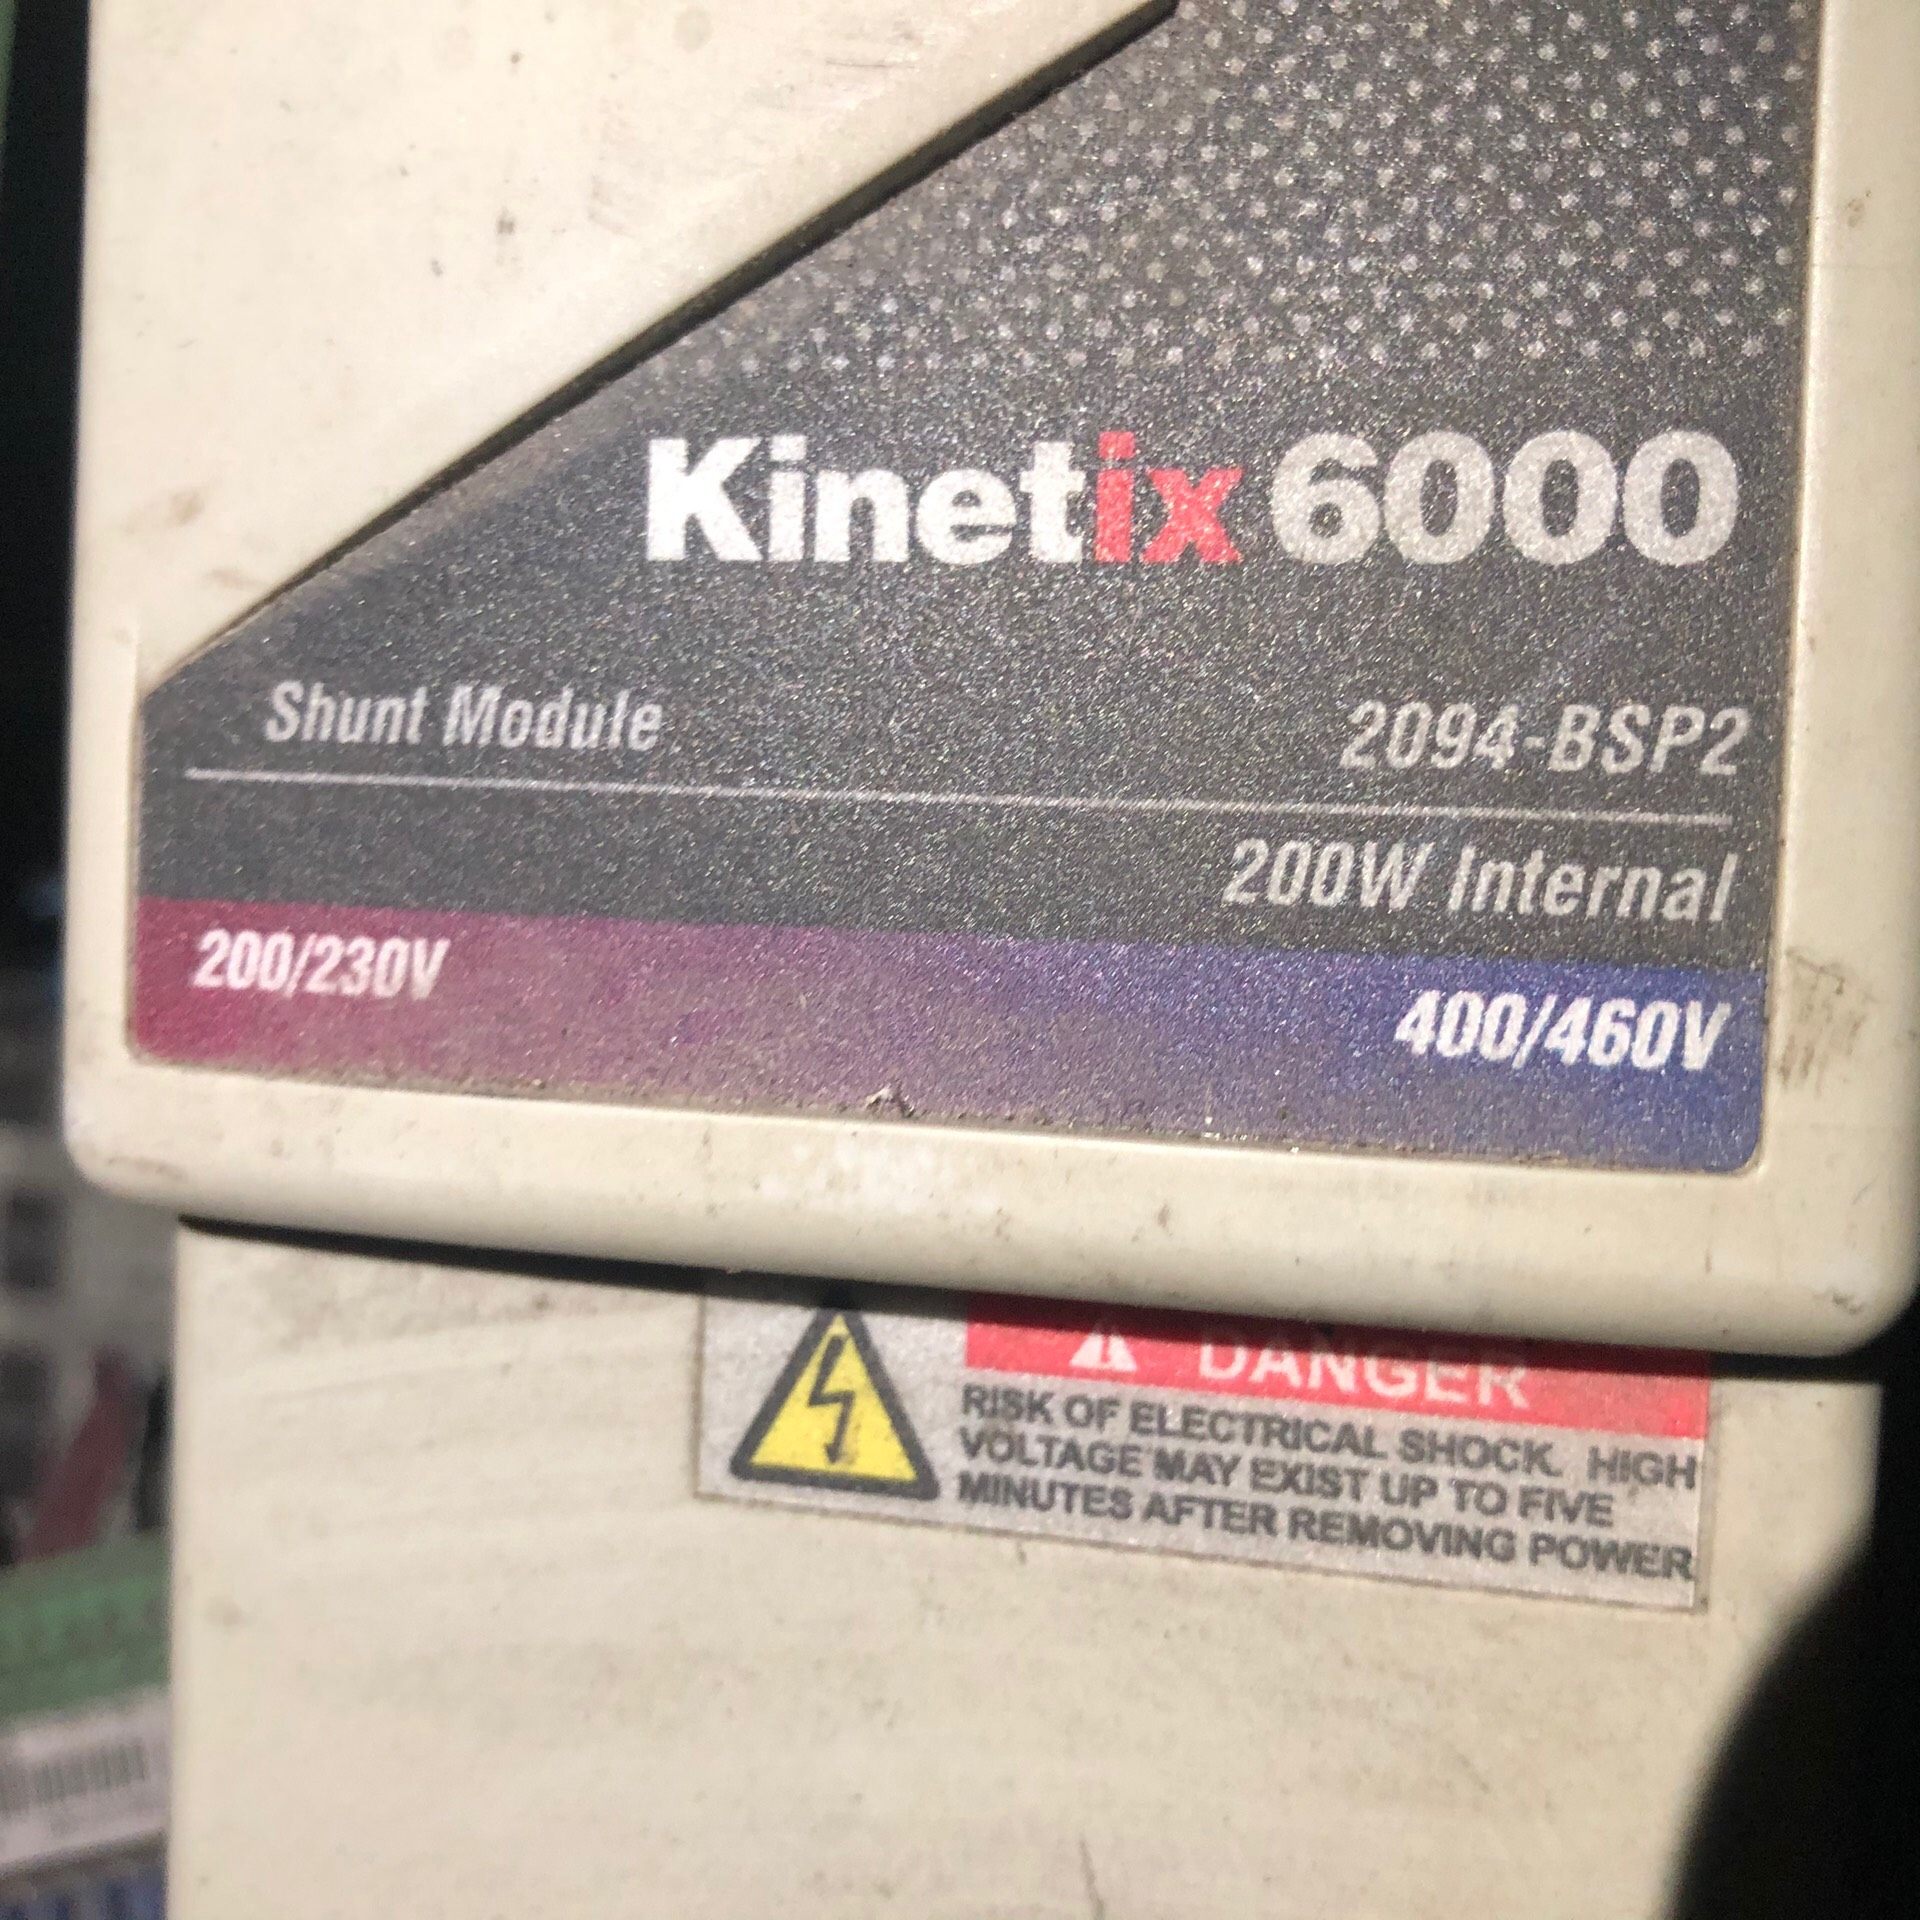 Kinetix 6000
Shunt Module 2094-BSP2
200W Internal
200/230V
400/460V
DANGER
RISK OF ELECTRICAL SHOCK. HIGH
VOLTAGE MAY EXIST UP TO FIVE
MINUTES AFTER REMOVING POWER